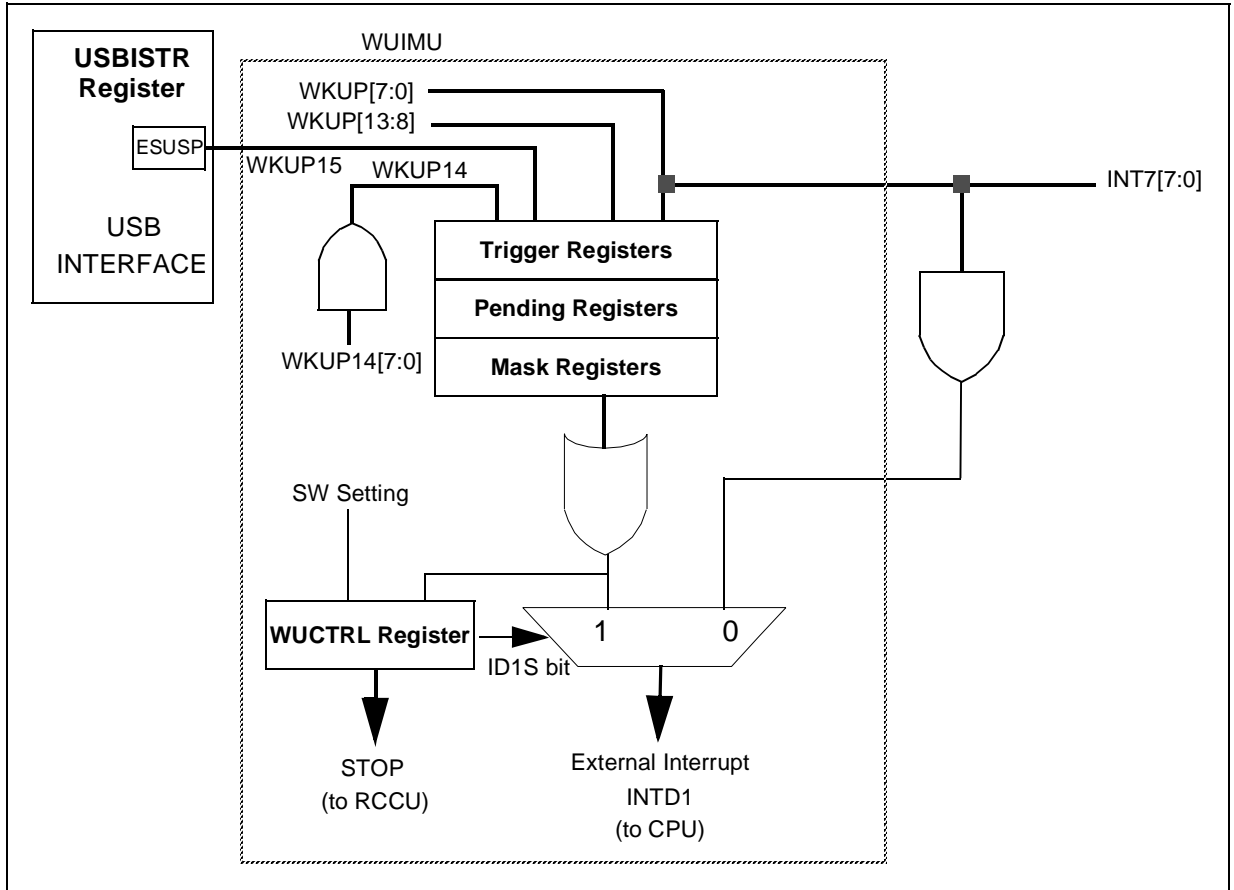 WUIMU
USBISTR
Register
WKUP[7:0]
WKUP[13:8]
ESUSP
WKUP15
WKUP14
INT7[7:0]
USB
INTERFACE
Trigger Registers
Pending Registers
Mask Registers
WKUP14[7:0]
SW Setting
WUCTRL Register
1
0
ID1S bit
STOP
(to RCCU)
External Interrupt
INTD1
(to CPU)